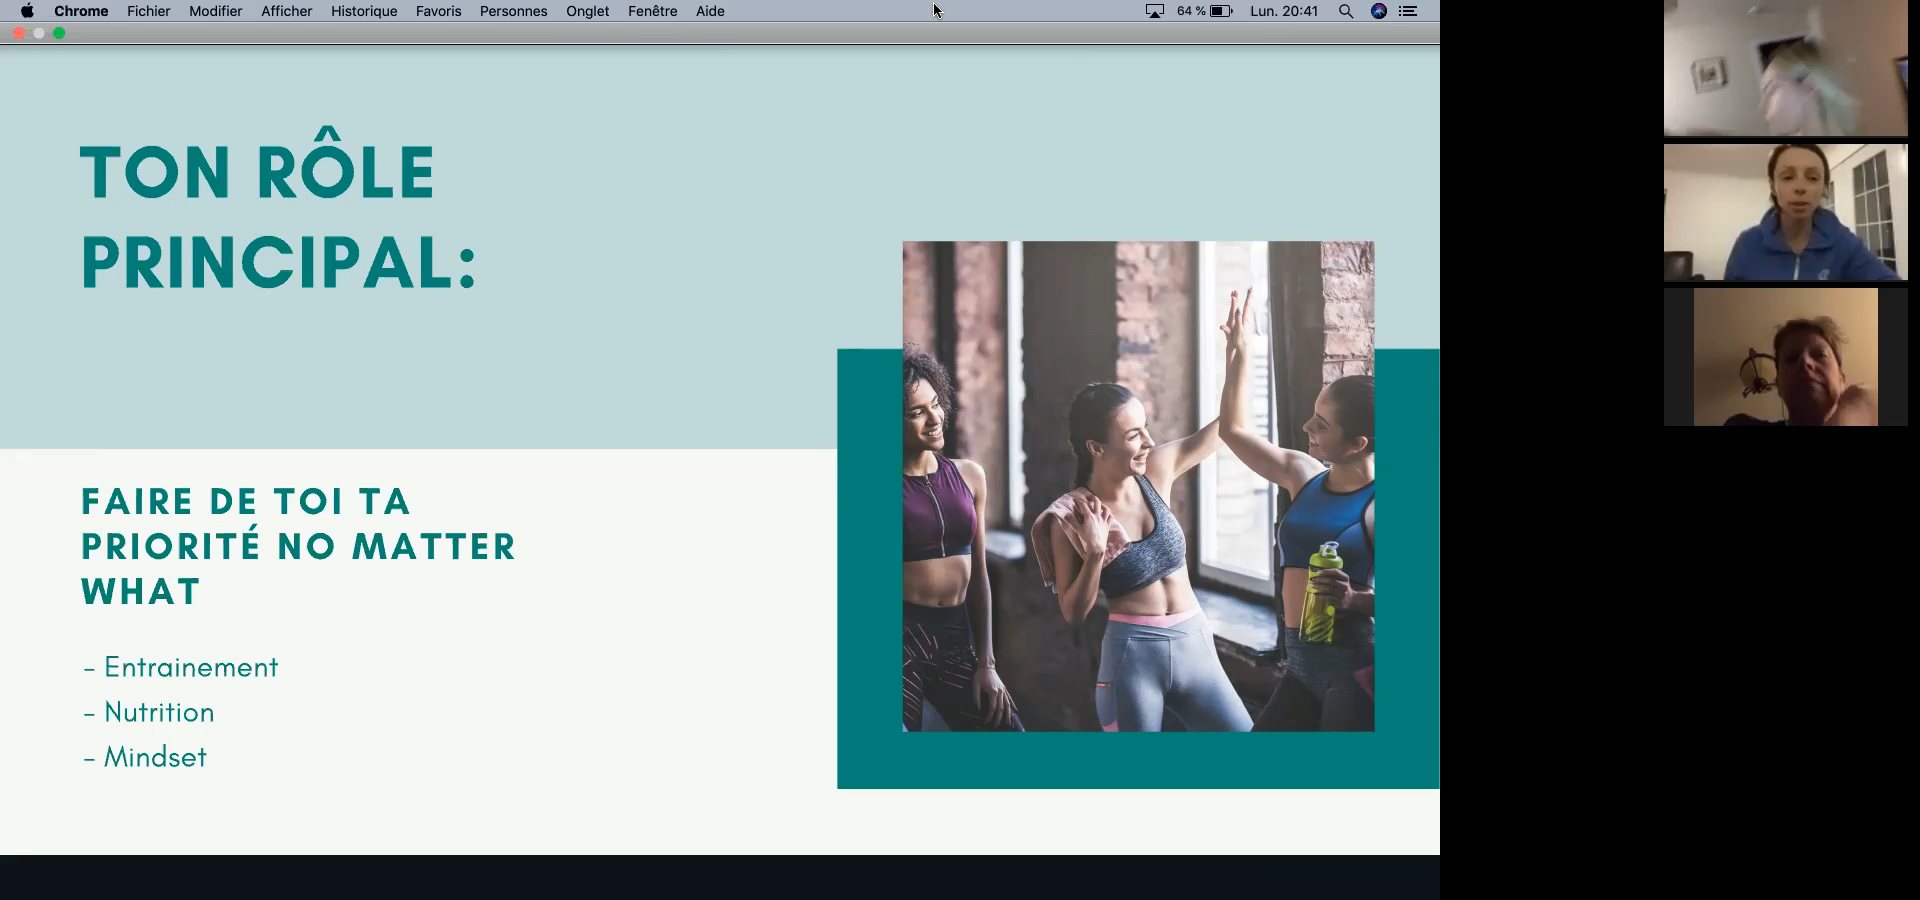 Chrome Fichier Modifier Afficher Historique Favoris Personnes Onglet Fenêtre Aide 64 % Lun. 20:41
TON RÔLE
PRINCIPAL:
FAIRE DE TOI TA
PRIORITÉ NO MATTER
WHAT
- Entrainement
- Nutrition
- Mindset